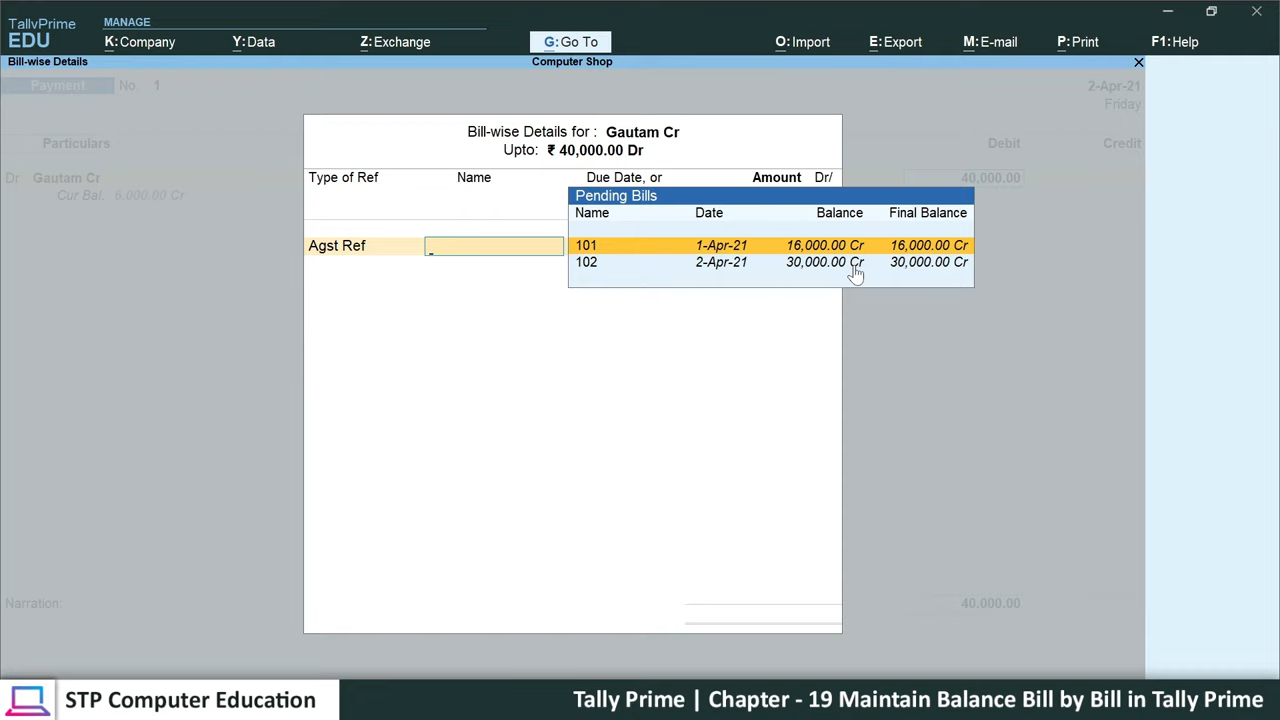 TallyPrime
EDU
MANAGE
K:Company
Y:Data
Z:Exchange
G:Go To
O:Import
E:Export
M:E-mail
P:Print
F1:Help
Bill-wise Details
Computer Shop
Payment No. 1
2-Apr-21
Friday
Particulars
Debit
Credit
Dr Gautam Cr
40,000.00
Cur Bal. 6,000.00 Cr
Bill-wise Details for : Gautam Cr
Upto: ₹ 40,000.00 Dr
Type of Ref
Name
Due Date, or
Amount
Dr/
Pending Bills
Name Date Balance Final Balance
Agst Ref
101 1-Apr-21 16,000.00 Cr 16,000.00 Cr
102 2-Apr-21 30,000.00 Cr 30,000.00 Cr
Narration:
40,000.00
STP Computer Education
Tally Prime | Chapter - 19 Maintain Balance Bill by Bill in Tally Prime